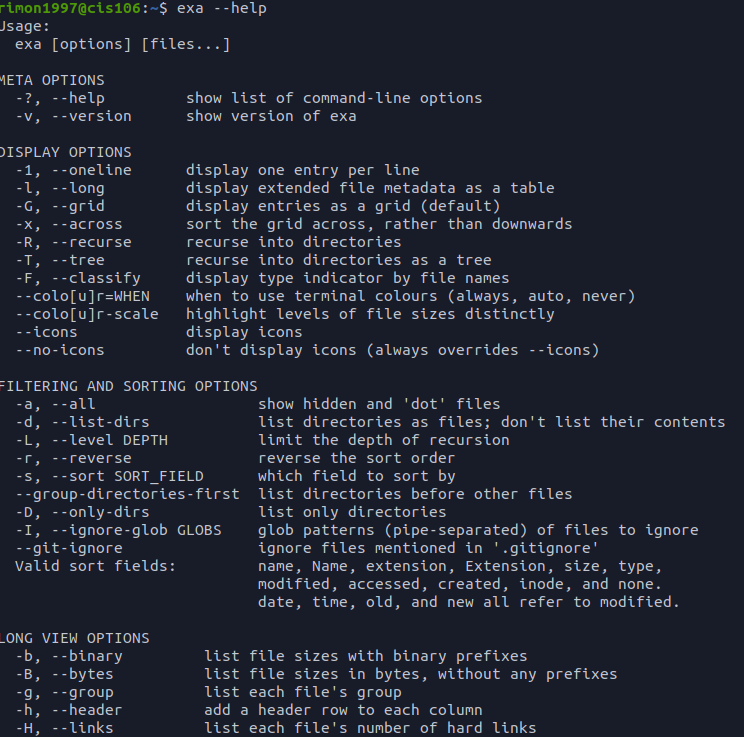 rimon1997@cis106:~$ exa --help
Usage:
  exa [options] [files...]

META OPTIONS
  -?, --help         show list of command-line options
  -v, --version      show version of exa

DISPLAY OPTIONS
  -1, --oneline      display one entry per line
  -l, --long         display extended file metadata as a table
  -G, --grid         display entries as a grid (default)
  -x, --across       sort the grid across, rather than downwards
  -R, --recurse      recurse into directories
  -T, --tree         recurse into directories as a tree
  -F, --classify     display type indicator by file names
  --colo[u]r=WHEN    when to use terminal colours (always, auto, never)
  --colo[u]r-scale   highlight levels of file sizes distinctly
  --icons            display icons
  --no-icons         don't display icons (always overrides --icons)

FILTERING AND SORTING OPTIONS
  -a, --all                  show hidden and 'dot' files
  -d, --list-dirs            list directories as files; don't list their contents
  -L, --level DEPTH          limit the depth of recursion
  -r, --reverse              reverse the sort order
  -s, --sort SORT_FIELD      which field to sort by
  --group-directories-first  list directories before other files
  -D, --only-dirs            list only directories
  -I, --ignore-glob GLOBS    glob patterns (pipe-separated) of files to ignore
  --git-ignore               ignore files mentioned in '.gitignore'
  Valid sort fields:         name, Name, extension, Extension, size, type,
                             modified, accessed, created, inode, and none.
                             date, time, old, and new all refer to modified.

LONG VIEW OPTIONS
  -b, --binary         list file sizes with binary prefixes
  -B, --bytes          list file sizes in bytes, without any prefixes
  -g, --group          list each file's group
  -h, --header         add a header row to each column
  -H, --links          list each file's number of hard links